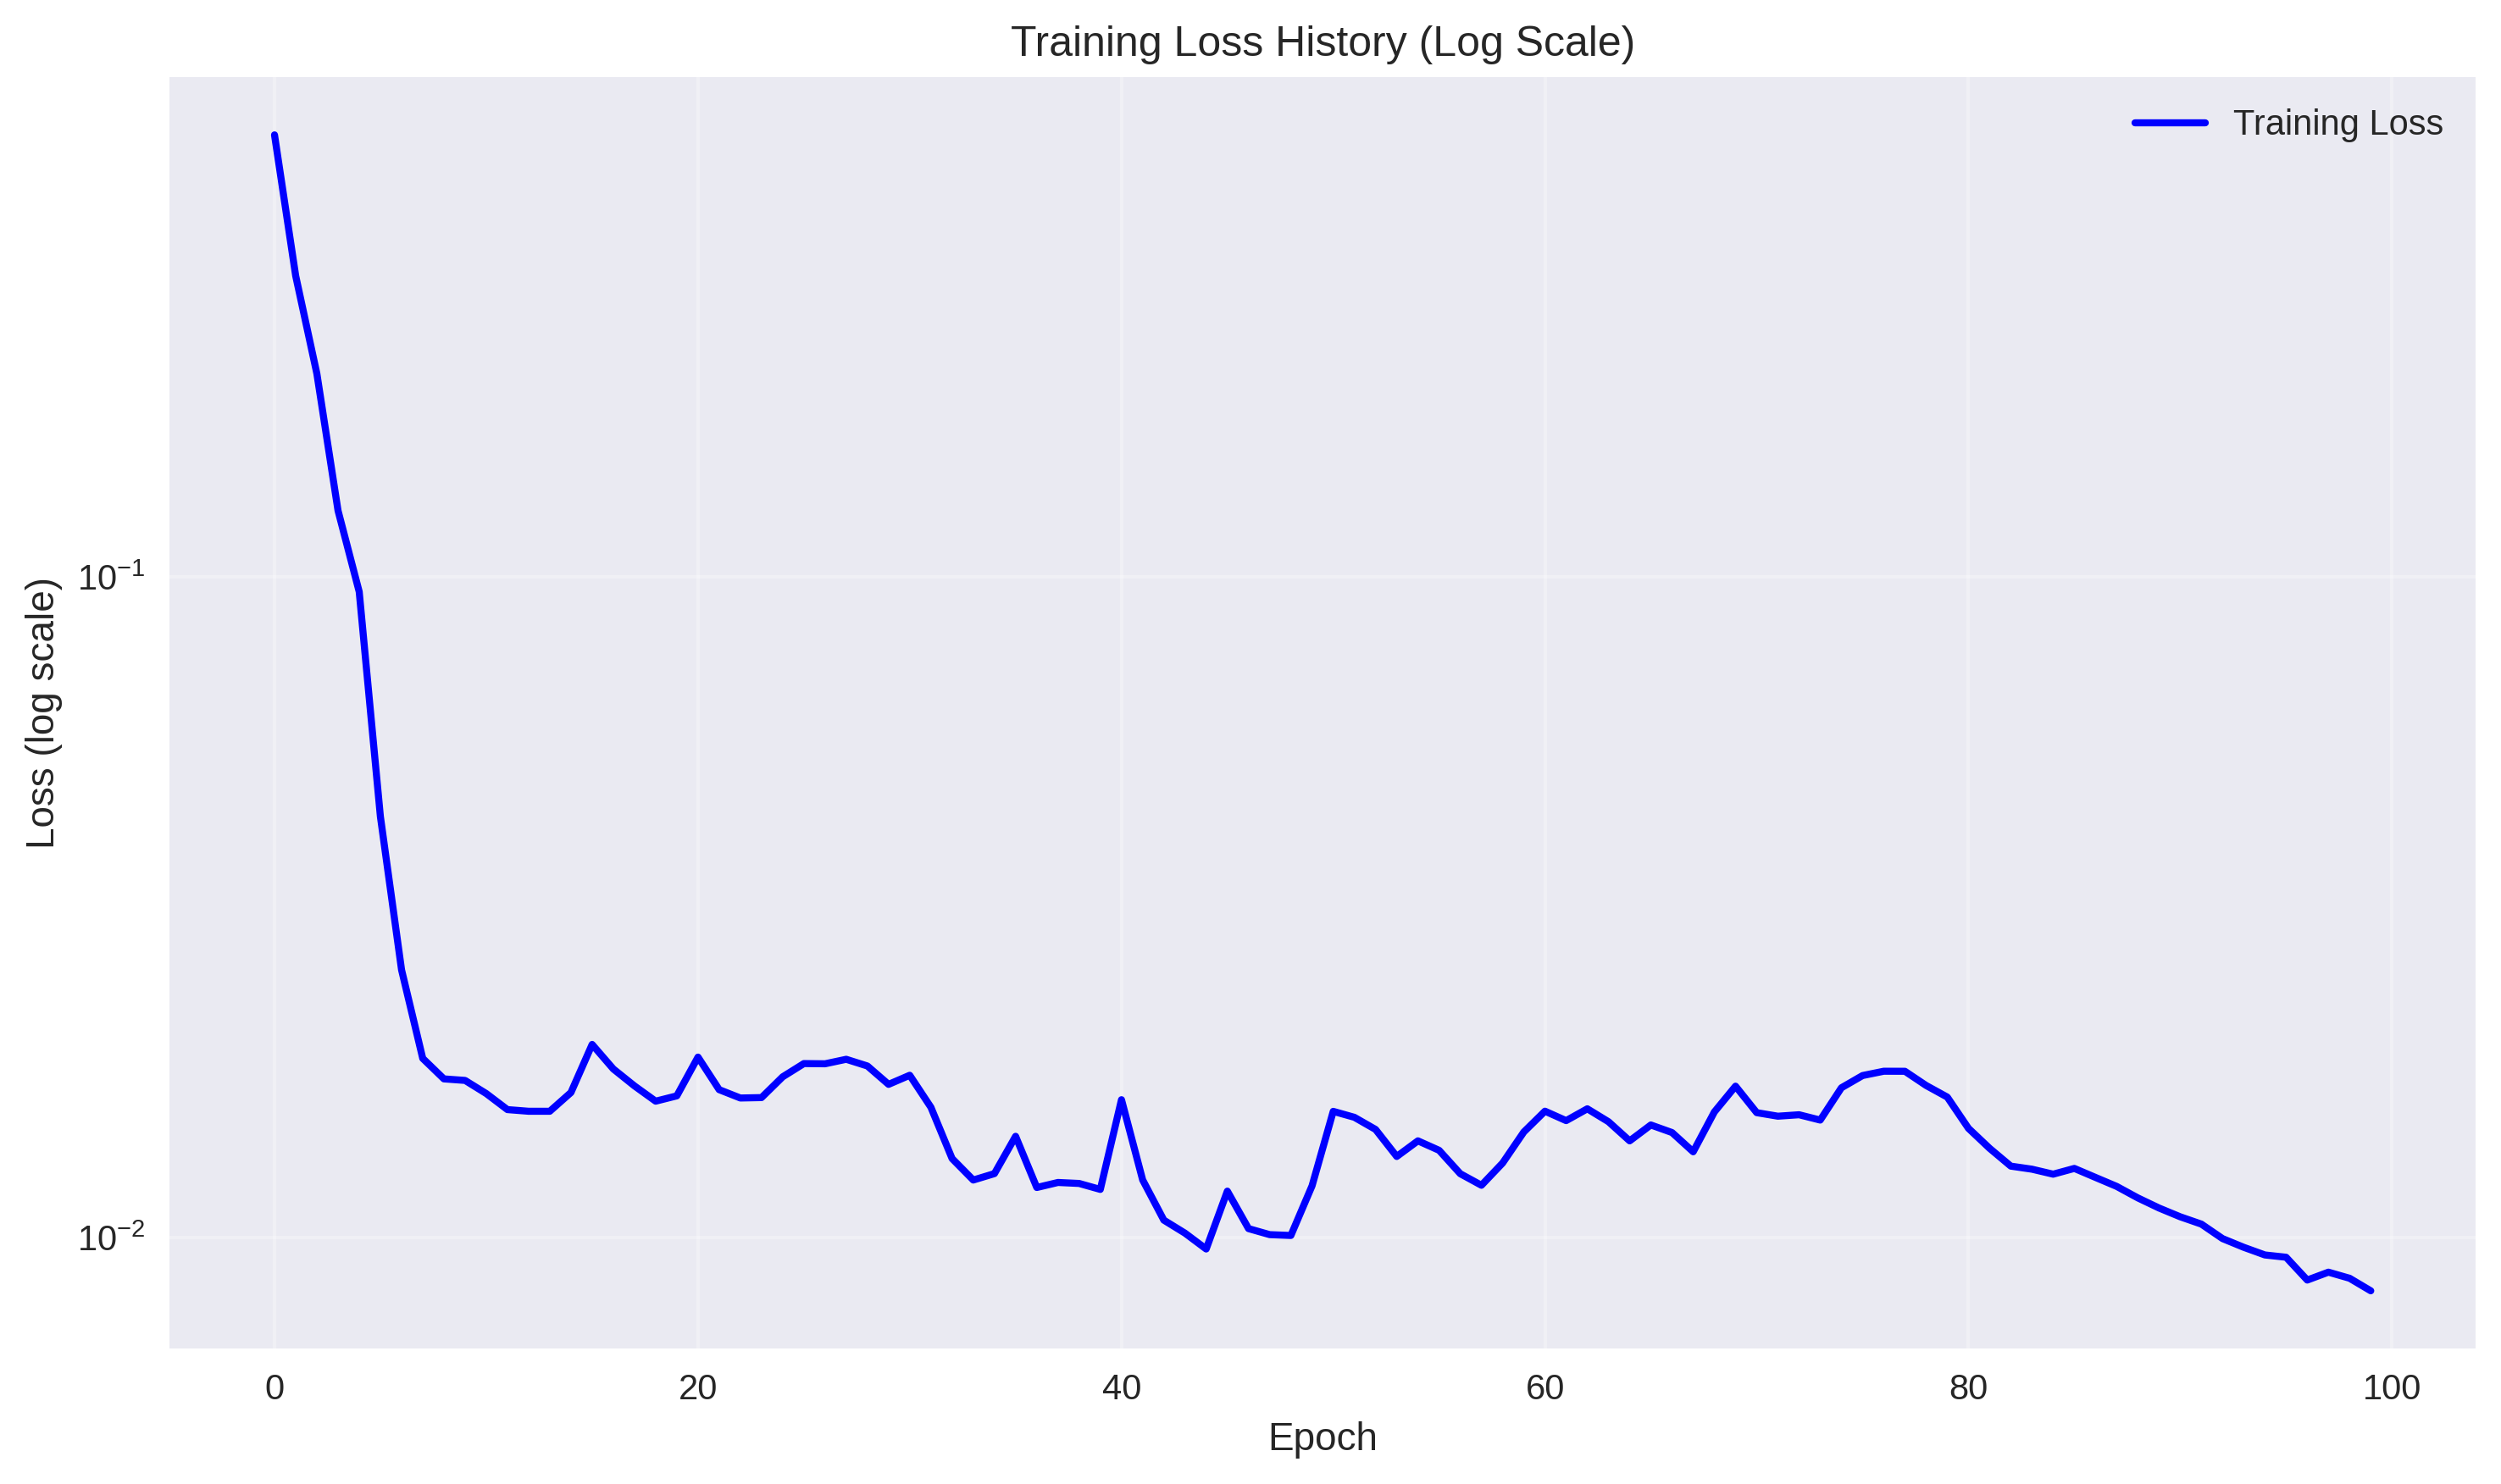 Training Loss History (Log Scale)
Training Loss
Loss (log scale)
10⁻¹
10⁻²
0 20 40 60 80 100
Epoch